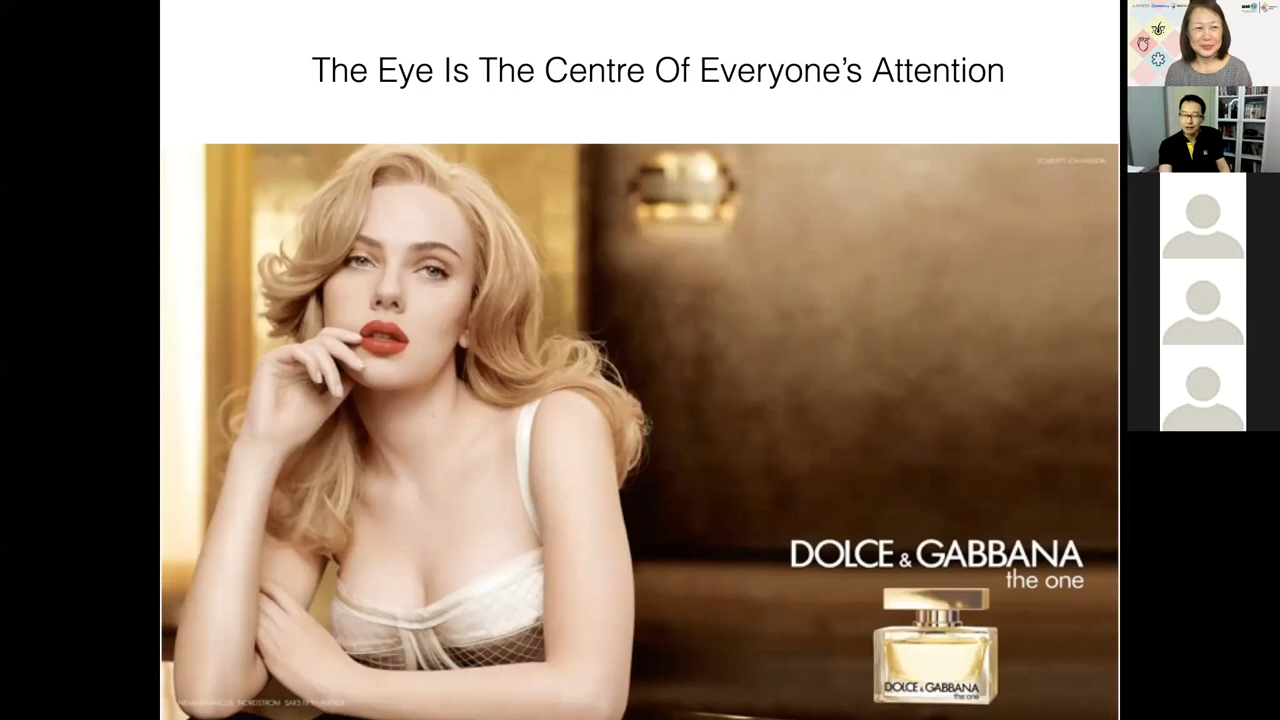 The Eye Is The Centre Of Everyone’s Attention
DOLCE & GABBANA
the one
DOLCE & GABBANA
the one